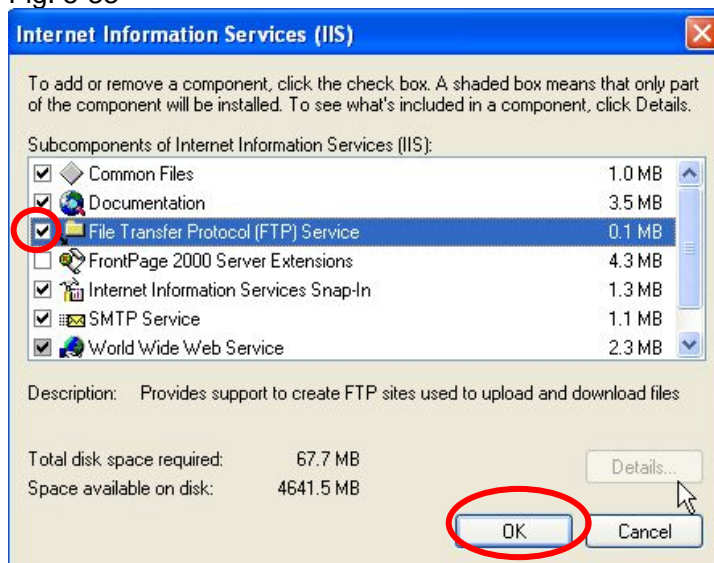 Internet Information Services (IIS)
To add or remove a component, click the check box. A shaded box means that only part
of the component will be installed. To see what's included in a component, click Details.
Subcomponents of Internet Information Services (IIS):
Common Files 1.0 MB
Documentation 3.5 MB
File Transfer Protocol (FTP) Service 0.1 MB
FrontPage 2000 Server Extensions 4.3 MB
Internet Information Services Snap-In 1.3 MB
SMTP Service 1.1 MB
World Wide Web Service 2.3 MB
Description: Provides support to create FTP sites used to upload and download files
Total disk space required: 67.7 MB
Details...
Space available on disk: 4641.5 MB
OK Cancel